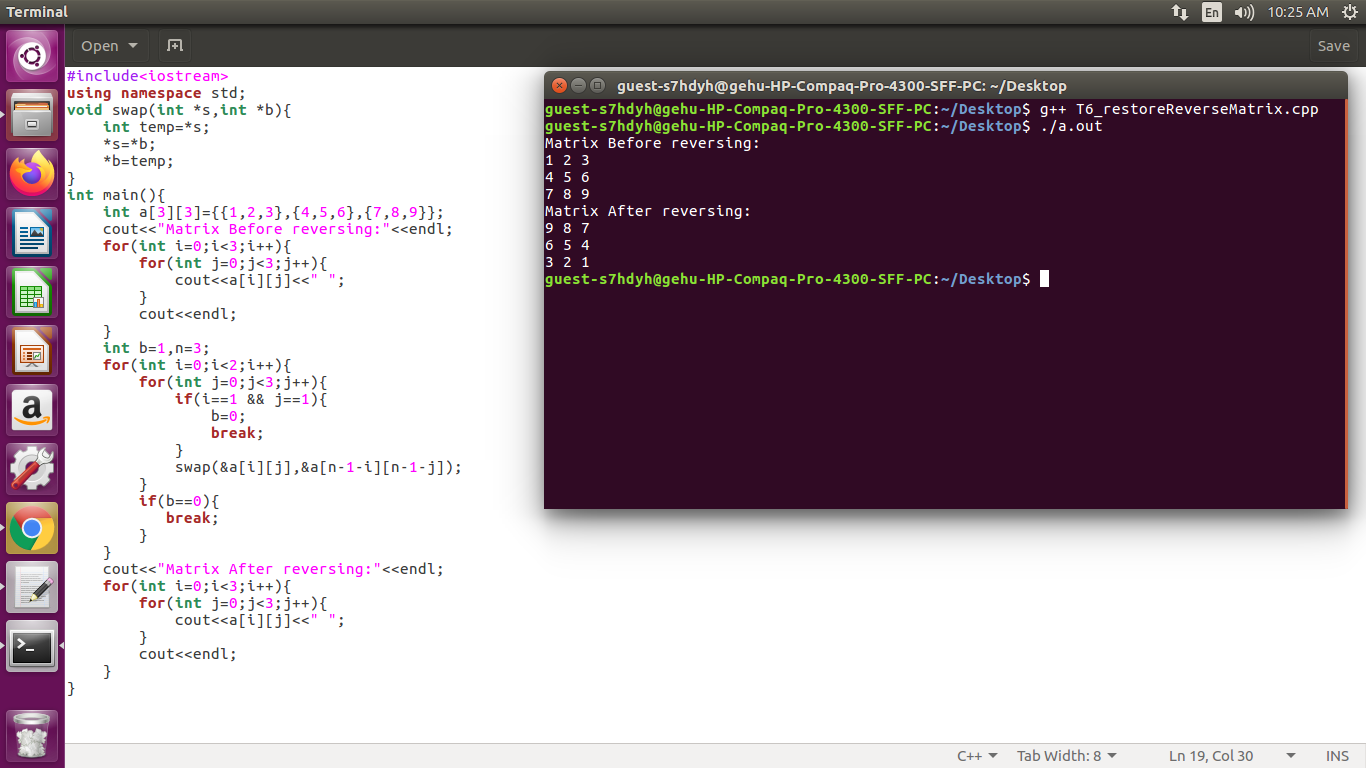 Terminal
En
10:25 AM
Open
Save
#include<iostream>
using namespace std;
void swap(int *s,int *b){
    int temp=*s;
    *s=*b;
    *b=temp;
}
int main(){
    int a[3][3]={{1,2,3},{4,5,6},{7,8,9}};
    cout<<"Matrix Before reversing:"<<endl;
    for(int i=0;i<3;i++){
        for(int j=0;j<3;j++){
            cout<<a[i][j]<<" ";
        }
        cout<<endl;
    }
    int b=1,n=3;
    for(int i=0;i<2;i++){
        for(int j=0;j<3;j++){
            if(i==1 && j==1){
                b=0;
                break;
            }
            swap(&a[i][j],&a[n-1-i][n-1-j]);
        }
        if(b==0){
           break;
        }
    }
    cout<<"Matrix After reversing:"<<endl;
    for(int i=0;i<3;i++){
        for(int j=0;j<3;j++){
            cout<<a[i][j]<<" ";
        }
        cout<<endl;
    }
}
guest-s7hdyh@gehu-HP-Compaq-Pro-4300-SFF-PC: ~/Desktop
guest-s7hdyh@gehu-HP-Compaq-Pro-4300-SFF-PC:~/Desktop$ g++ T6_restoreReverseMatrix.cpp
guest-s7hdyh@gehu-HP-Compaq-Pro-4300-SFF-PC:~/Desktop$ ./a.out
Matrix Before reversing:
1 2 3
4 5 6
7 8 9
Matrix After reversing:
9 8 7
6 5 4
3 2 1
guest-s7hdyh@gehu-HP-Compaq-Pro-4300-SFF-PC:~/Desktop$
a
>_
C++
Tab Width: 8
Ln 19, Col 30
INS